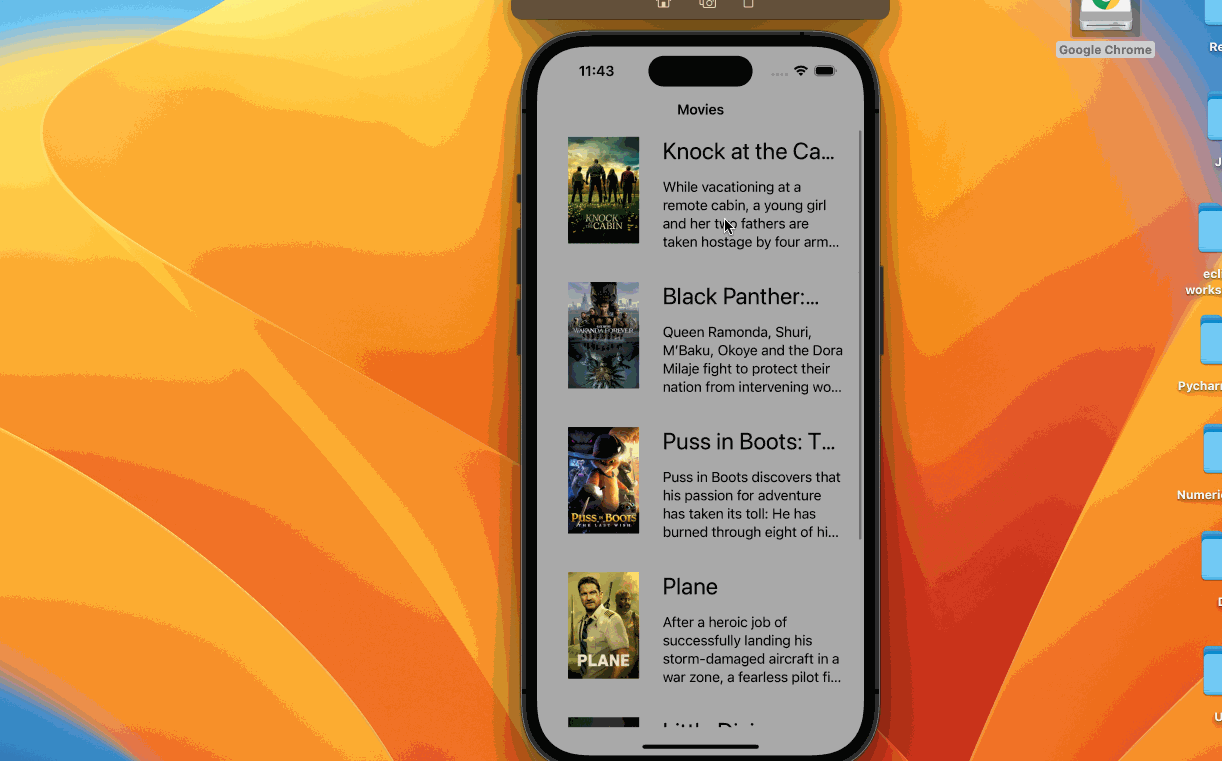 Google Chrome
Re
11:43
Movies
Knock at the Ca...
While vacationing at a
remote cabin, a young girl
and her two fathers are
taken hostage by four arm...
KNOCK
CABIN
J
ecl
works
Black Panther:...
Queen Ramonda, Shuri,
M'Baku, Okoye and the Dora
Milaje fight to protect their
nation from intervening wo...
WAKANDA FOREVER
Pychar
Puss in Boots: T...
Puss in Boots discovers that
his passion for adventure
has taken its toll: He has
burned through eight of hi...
PUSS IN BOOTS
THE LAST WISH
Numeri
Plane
After a heroic job of
successfully landing his
storm-damaged aircraft in a
war zone, a fearless pilot fi...
PLANE